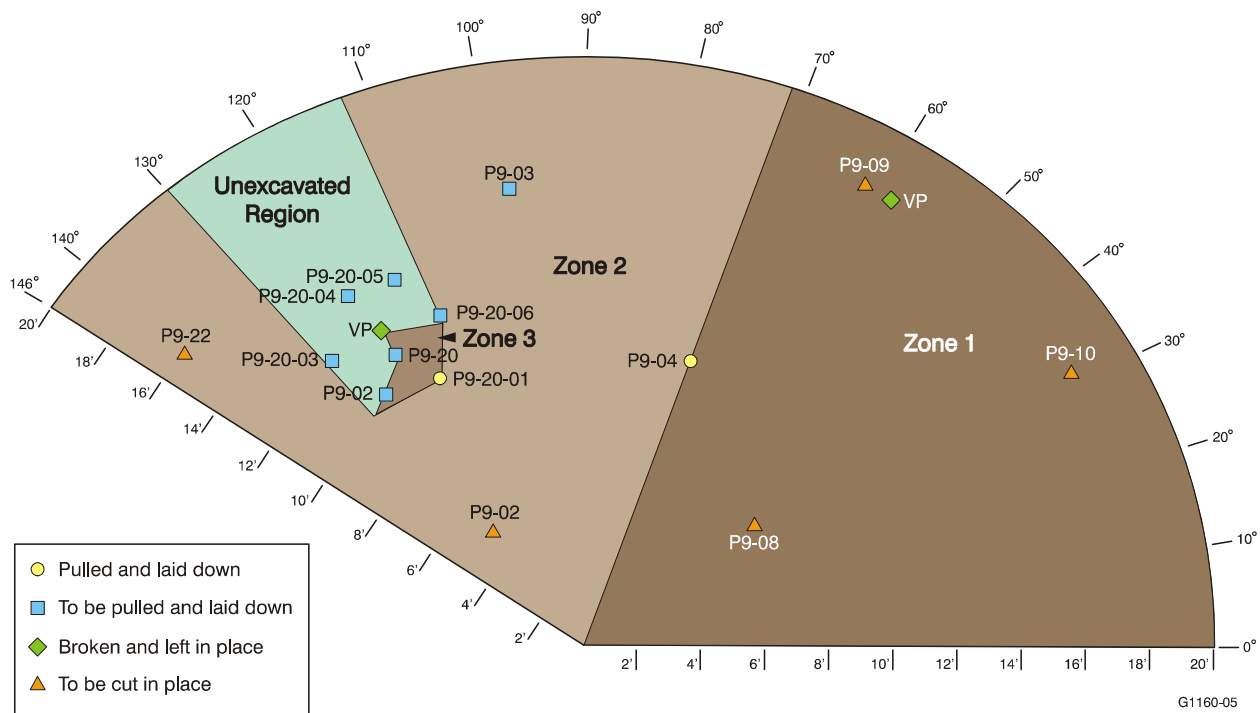 90°
100°
80°
110°
70°
120°
60°
130°
50°
140°
40°
146°
30°
20°
10°
0°
Unexcavated
Region
P9-03
P9-09
VP
Zone 2
P9-20-05
P9-20-04
P9-20-06
VP
Zone 3
Zone 1
P9-22
P9-20-03
P9-20
P9-04
P9-10
P9-20-01
P9-02
P9-02
P9-08
20'
18'
16'
14'
12'
10'
8'
6'
4'
2'
2'
4'
6'
8'
10'
12'
14'
16'
18'
20'
Pulled and laid down
To be pulled and laid down
Broken and left in place
To be cut in place
G1160-05